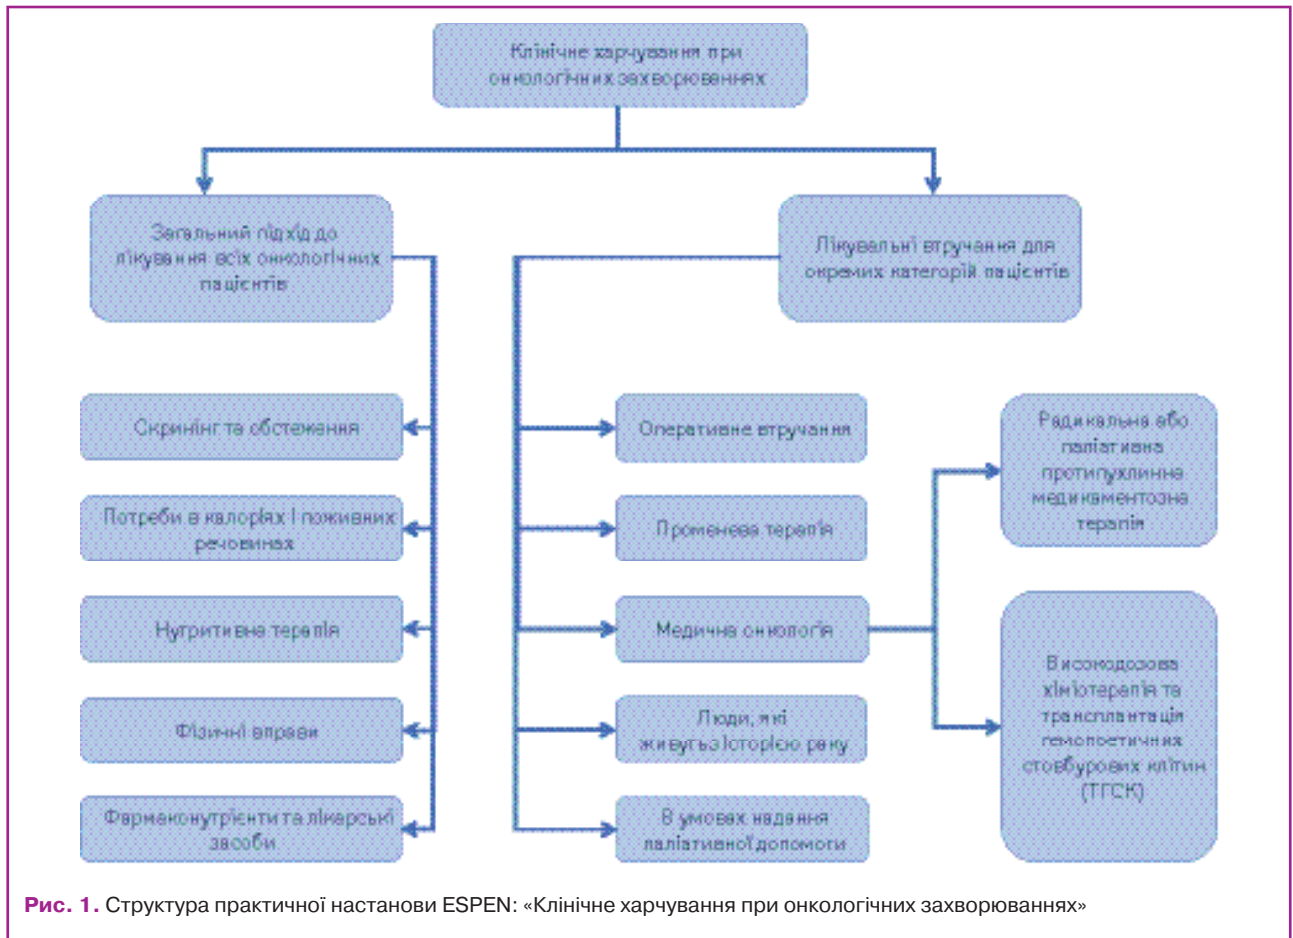 Клінічне харчування при
онкологічних захворюваннях
Загальний підхід до
лікування всіх онкологічних
пацієнтів
Лікувальні втручання для
окремих категорій пацієнтів
Скринінг та обстеження
Потреби в калоріях і поживних
речовинах
Нутритивна терапія
Фізичні вправи
Фармаконутрієнти та лікарські
засоби
Оперативне втручання
Променева терапія
Медична онкологія
Люди, які
живуть з історією раку
В умовах надання
паліативної допомоги
Радикальна або
паліативна
протипухлинна
медикаментозна
терапія
Високодозова
хіміотерапія та
трансплантація
гемопоетичних
стовбурових клітин
(ТГСК)
Рис. 1. Структура практичної настанови ESPEN: «Клінічне харчування при онкологічних захворюваннях»